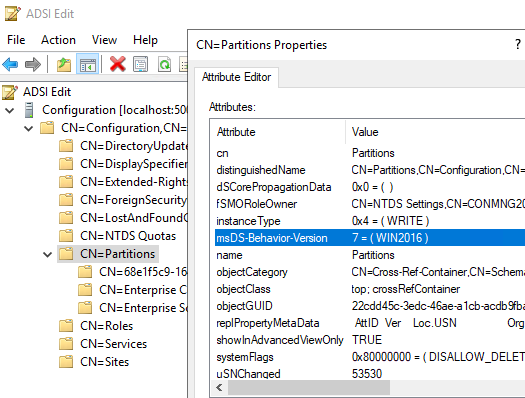 ADSI Edit
File Action View Help
ADSI Edit
Configuration [localhost:500
CN=Configuration,CN=
CN=DirectoryUpdate
CN=DisplaySpecifier
CN=Extended-Rights
CN=ForeignSecurity
CN=LostAndFoundC
CN=NTDS Quotas
CN=Partitions
CN=68e1f5c9-16
CN=Enterprise C
CN=Enterprise Sc
CN=Roles
CN=Services
CN=Sites
CN=Partitions Properties ?
Attribute Editor
Attributes:
Attribute Value
cn Partitions
distinguishedName CN=Partitions,CN=Configuration,CN=
dSCorePropagationData 0x0 = ( )
fSMORoleOwner CN=NTDS Settings,CN=CONMNG20
instanceType 0x4 = ( WRITE )
msDS-Behavior-Version 7 = ( WIN2016 )
name Partitions
objectCategory CN=Cross-Ref-Container,CN=Schema
objectClass top; crossRefContainer
objectGUID 22cdd45c-3edc-46ae-a1cb-acdb9fba
replPropertyMetaData AttID Ver Loc.USN Org
showInAdvancedViewOnly TRUE
systemFlags 0x80000000 = ( DISALLOW_DELET
uSNChanged 53530